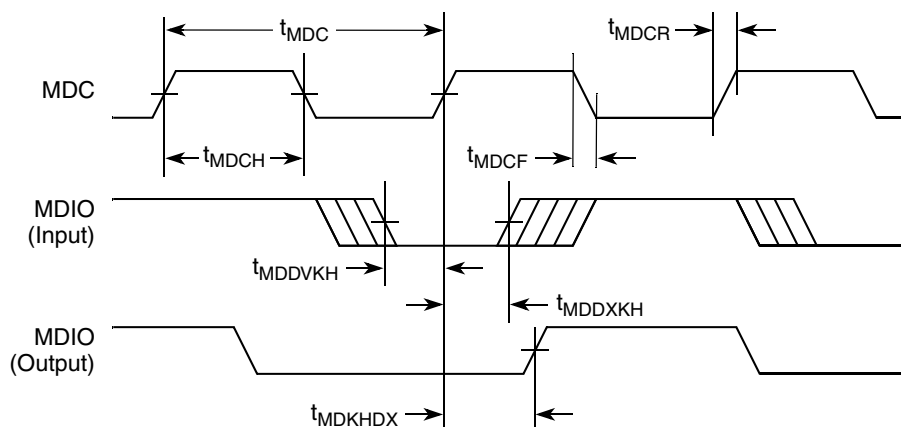 tMDC
tMDCR
MDC
tMDCH
tMDCF
MDIO
(Input)
tMDDVKH
tMDDXKH
MDIO
(Output)
tMDKHDX